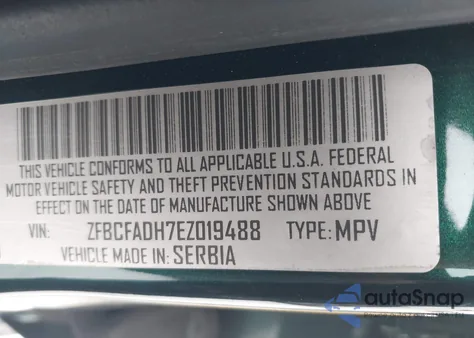 THIS VEHICLE CONFORMS TO ALL APPLICABLE U.S.A. FEDERAL
MOTOR VEHICLE SAFETY AND THEFT PREVENTION STANDARDS IN
EFFECT ON THE DATE OF MANUFACTURE SHOWN ABOVE
VIN: ZFBCFADH7EZ019488 TYPE: MPV
VEHICLE MADE IN: SERBIA
autoSnap